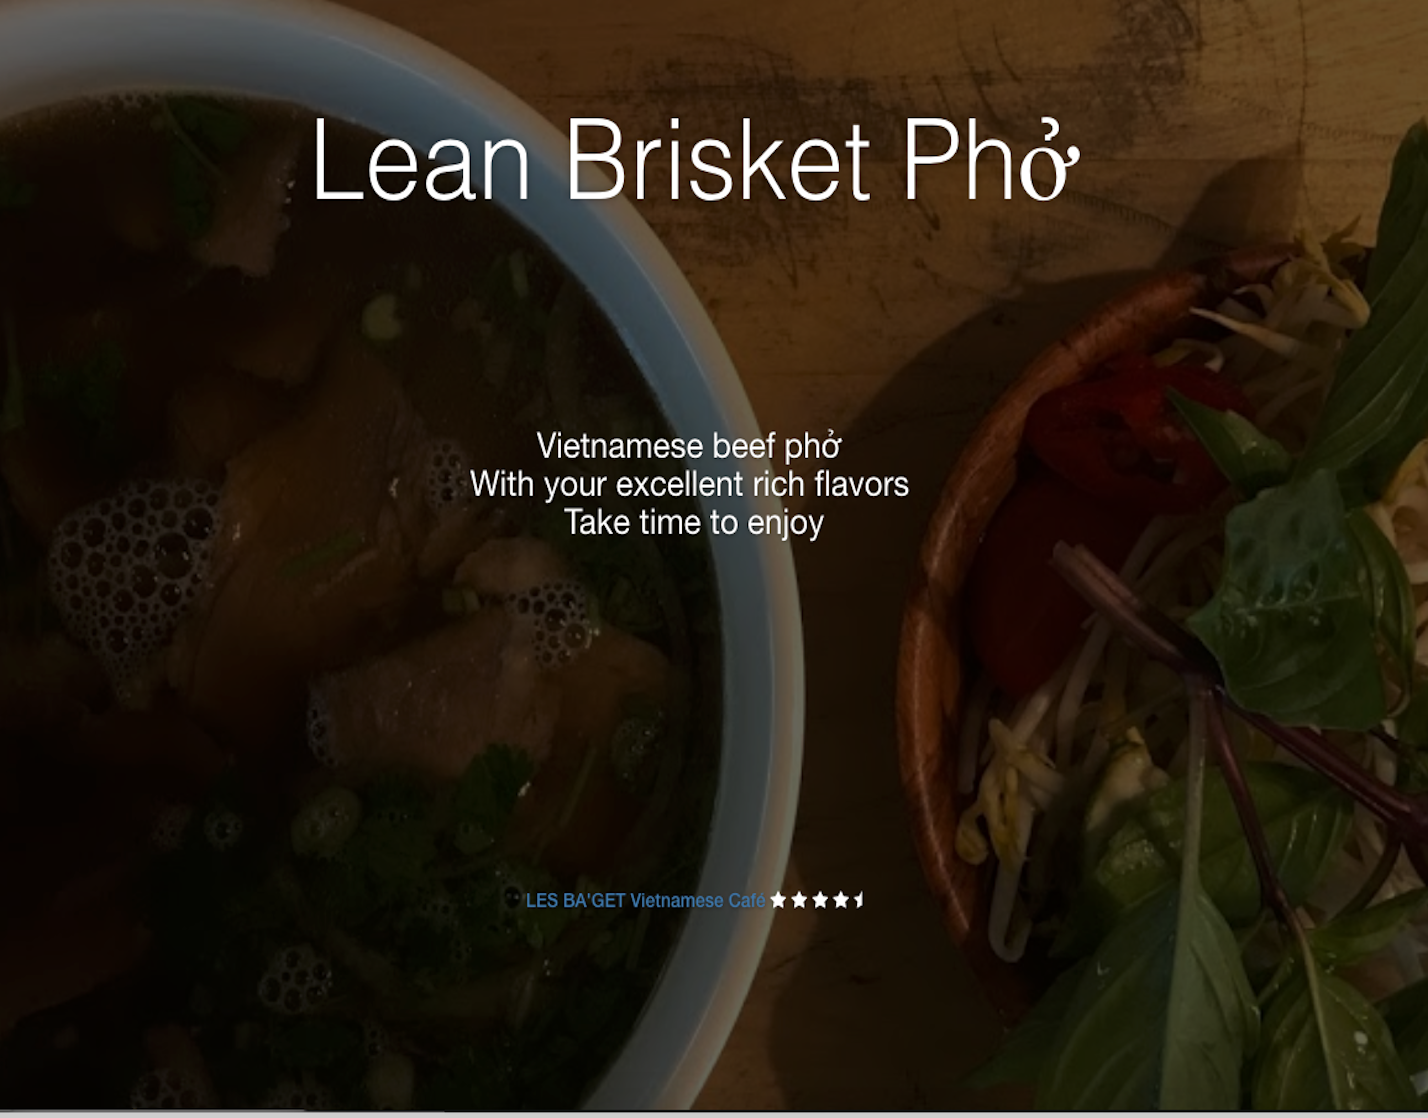 Lean Brisket Phở
Vietnamese beef phở
With your excellent rich flavors
Take time to enjoy
LES BA'GET Vietnamese Café